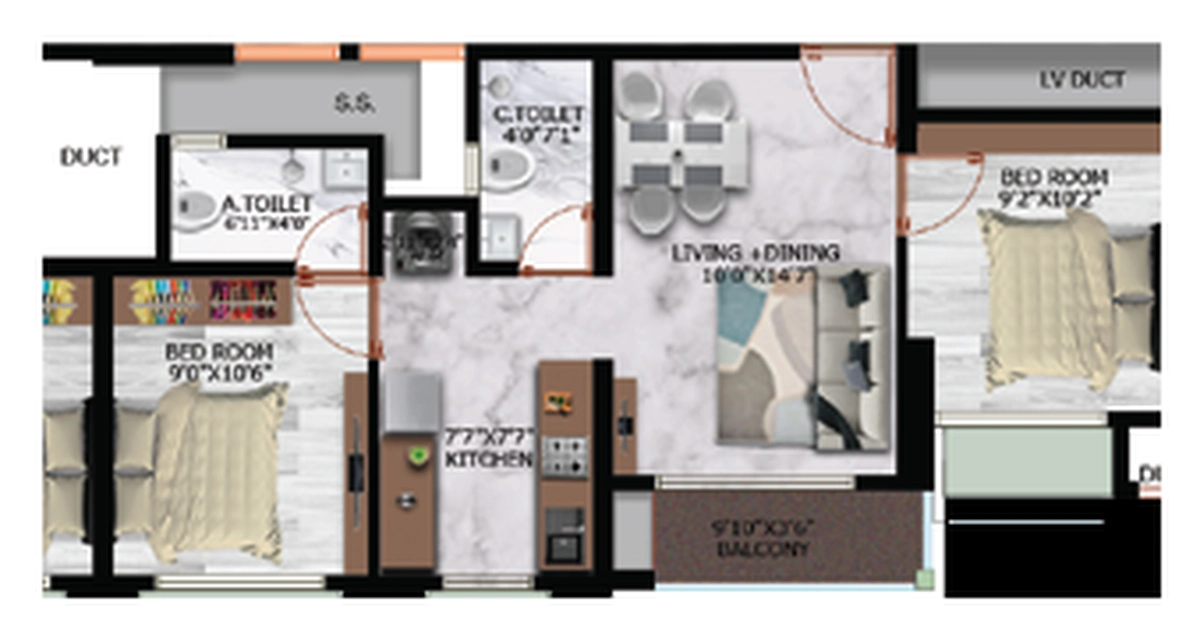 LV DUCT
S.S.
C.TOILET
4'0"7'1"
DUCT
BED ROOM
9'2"X10'2"
A.TOILET
6'11"X4'0"
LIVING +DINING
10'0"X14'7"
BED ROOM
9'0"X10'6"
7'7"X7'7"
KITCHEN
9'10"X3'6"
BALCONY